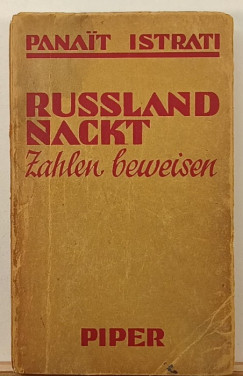 PANAÏT ISTRATI
RUSSLAND
NACKT
Zahlen beweisen
PIPER